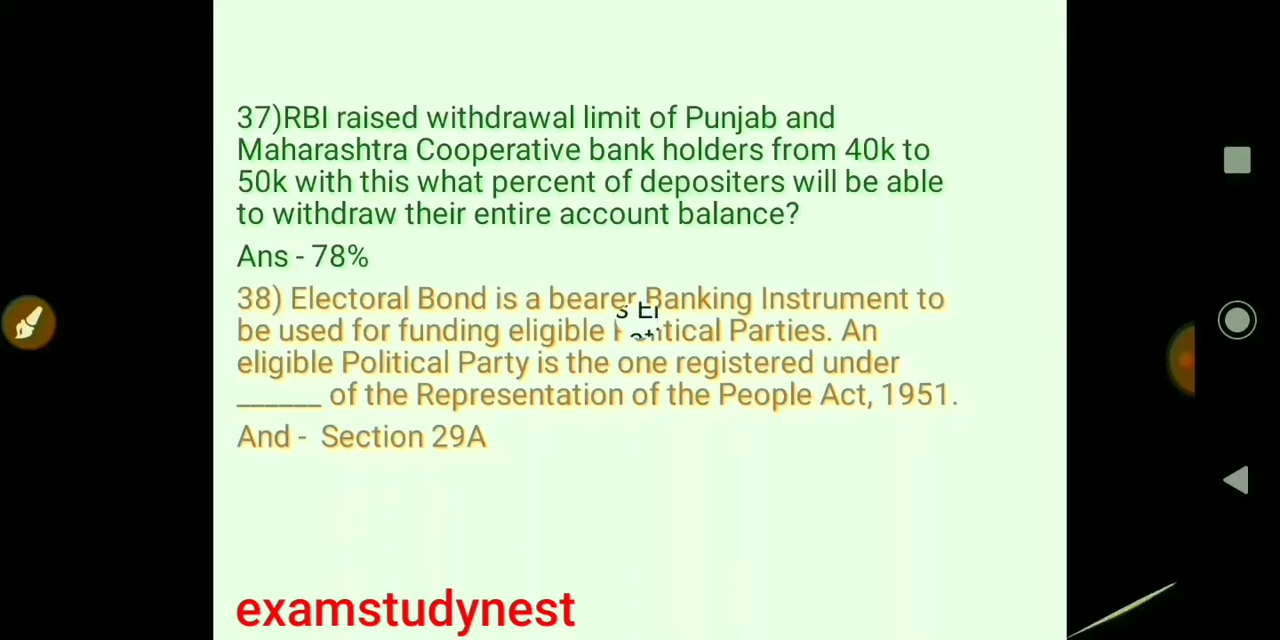 37)RBI raised withdrawal limit of Punjab and
Maharashtra Cooperative bank holders from 40k to
50k with this what percent of depositers will be able
to withdraw their entire account balance?
Ans - 78%
38) Electoral Bond is a bearer Banking Instrument to
be used for funding eligible Parties. An
eligible Political Party is the one registered under
______ of the Representation of the People Act, 1951.
And - Section 29A
examstudynest